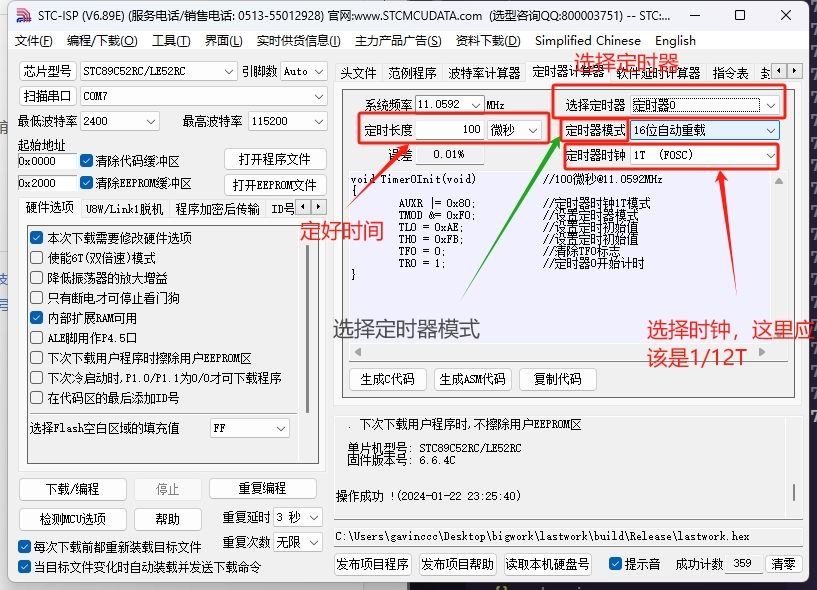 STC-ISP (V6.89E) (服务电话/销售电话: 0513-55012928) 官网:www.STCMCUDATA.com (选型咨询QQ:800003751) -- STC:...
文件(F) 编程/下载(O) 工具(T) 界面(L) 实时供货信息(I) 主力产品广告(S) 资料下载(D) Simplified Chinese English
芯片型号 STC89C52RC/LE52RC 引脚数 Auto
扫描串口 COM7
最低波特率 2400 最高波特率 115200
起始地址
0x0000 清除代码缓冲区 打开程序文件
0x2000 清除EEPROM缓冲区 打开EEPROM文件
硬件选项 U8W/Link1脱机 程序加密后传输 ID号
本次下载需要修改硬件选项
使能6T(双倍速)模式
降低振荡器的放大增益
只有断电才可停止看门狗
内部扩展RAM可用
ALE脚用作P4.5口
下次下载用户程序时擦除用户EEPROM区
下次冷启动时,P1.0/P1.1为0/0才可下载程序
在代码区的最后添加ID号
选择Flash空白区域的填充值 FF
下载/编程 停止 重复编程
检测MCU选项 帮助 重复延时 3 秒
重复次数 无限
每次下载前都重新装载目标文件
当目标文件变化时自动装载并发送下载命令
头文件 范例程序 波特率计算器 定时器计算器 软件延时计算器 指令表
选择定时器
系统频率 11.0592 MHz 选择定时器 定时器0
定时长度 100 微秒 定时器模式 16位自动重载
误差 0.01% 定时器时钟 1T (FOSC)
void Timer0Init(void) //100微秒@11.0592MHz
{
AUXR |= 0x80; //定时器时钟1T模式
TMOD &= 0xF0; //设置定时器模式
TL0 = 0xAE; //设置定时初始值
TH0 = 0xFB; //设置定时初始值
TF0 = 0; //清除TF0标志
TR0 = 1; //定时器0开始计时
}
定好时间
选择定时器模式
选择时钟，这里应
该是1/12T
生成C代码 生成ASM代码 复制代码
. 下次下载用户程序时,不擦除用户EEPROM区
单片机型号: STC89C52RC/LE52RC
固件版本号: 6.6.4C
操作成功 !(2024-01-22 23:25:40)
C:\Users\gavinccc\Desktop\bigwork\lastwork\build\Release\lastwork.hex
发布项目程序 发布项目帮助 读取本机硬盘号 提示音 成功计数 359 清零